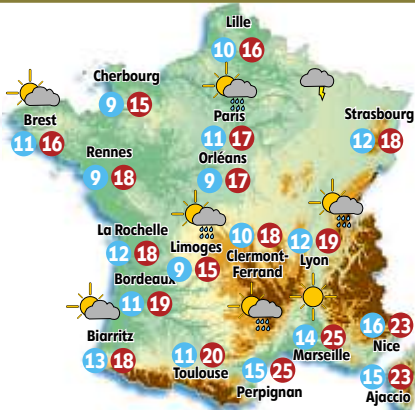 Lille
10 16
Cherbourg
9 15
Paris
11 17
Strasbourg
12 18
Brest
11 16
Rennes
9 18
Orléans
9 17
La Rochelle
12 18
Limoges
9 15
10 18
Clermont-
Ferrand
12 19
Lyon
Bordeaux
11 19
Biarritz
13 18
11 20
Toulouse
15 25
Perpignan
14 25
Marseille
16 23
Nice
15 23
Ajaccio